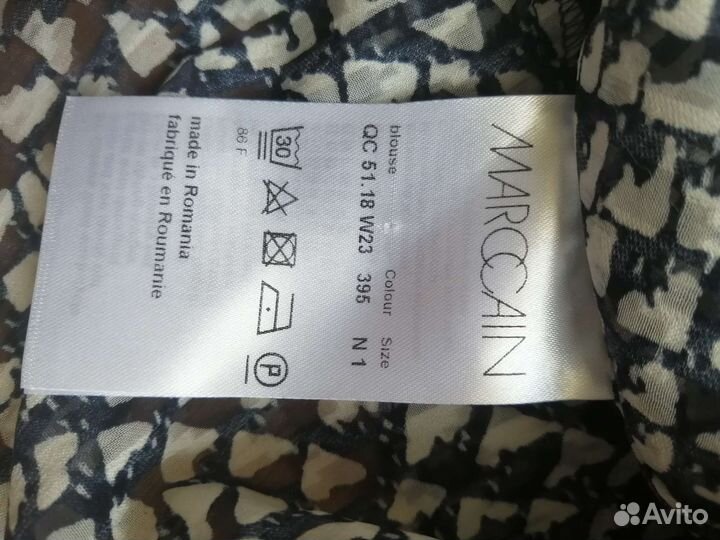 MARCCAIN
blouse Colour Size
QC 51.18 W23 395 N 1
30
P
86 F
made in Romania
fabriqué en Roumanie
Avito